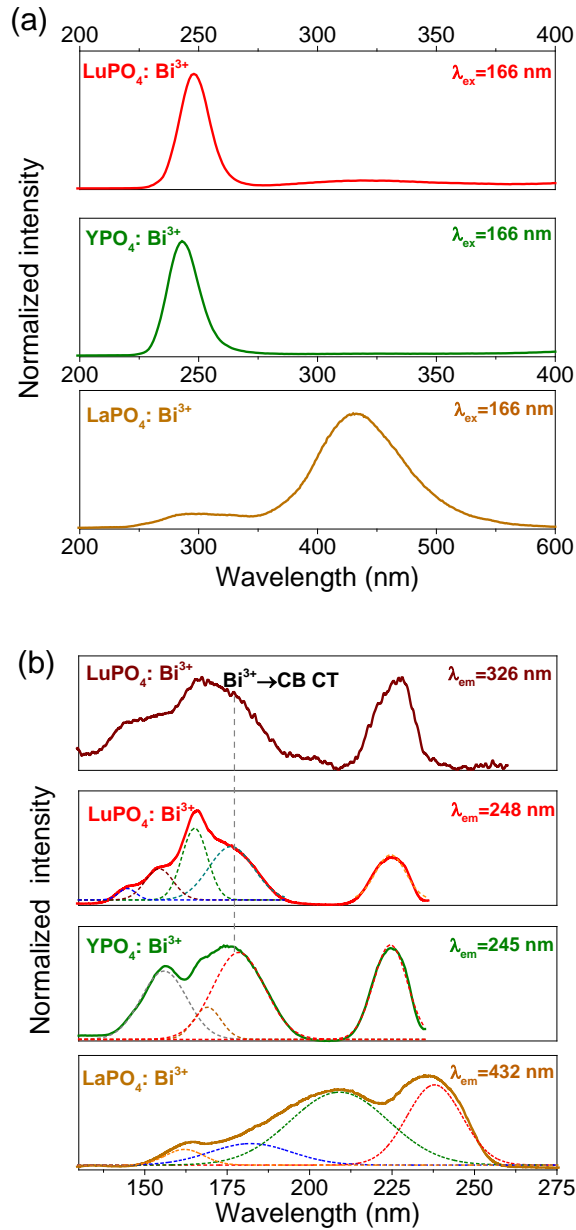 (a)
200 250 300 350 400
LuPO₄: Bi³⁺ λₑₓ=166 nm
YPO₄: Bi³⁺ λₑₓ=166 nm
200 250 300 350 400
LaPO₄: Bi³⁺ λₑₓ=166 nm
200 300 400 500 600
Wavelength (nm)
Normalized intensity
(b)
LuPO₄: Bi³⁺ λₑₘ=326 nm
Bi³⁺→CB CT
LuPO₄: Bi³⁺ λₑₘ=248 nm
YPO₄: Bi³⁺ λₑₘ=245 nm
LaPO₄: Bi³⁺ λₑₘ=432 nm
150 175 200 225 250 275
Wavelength (nm)
Normalized intensity